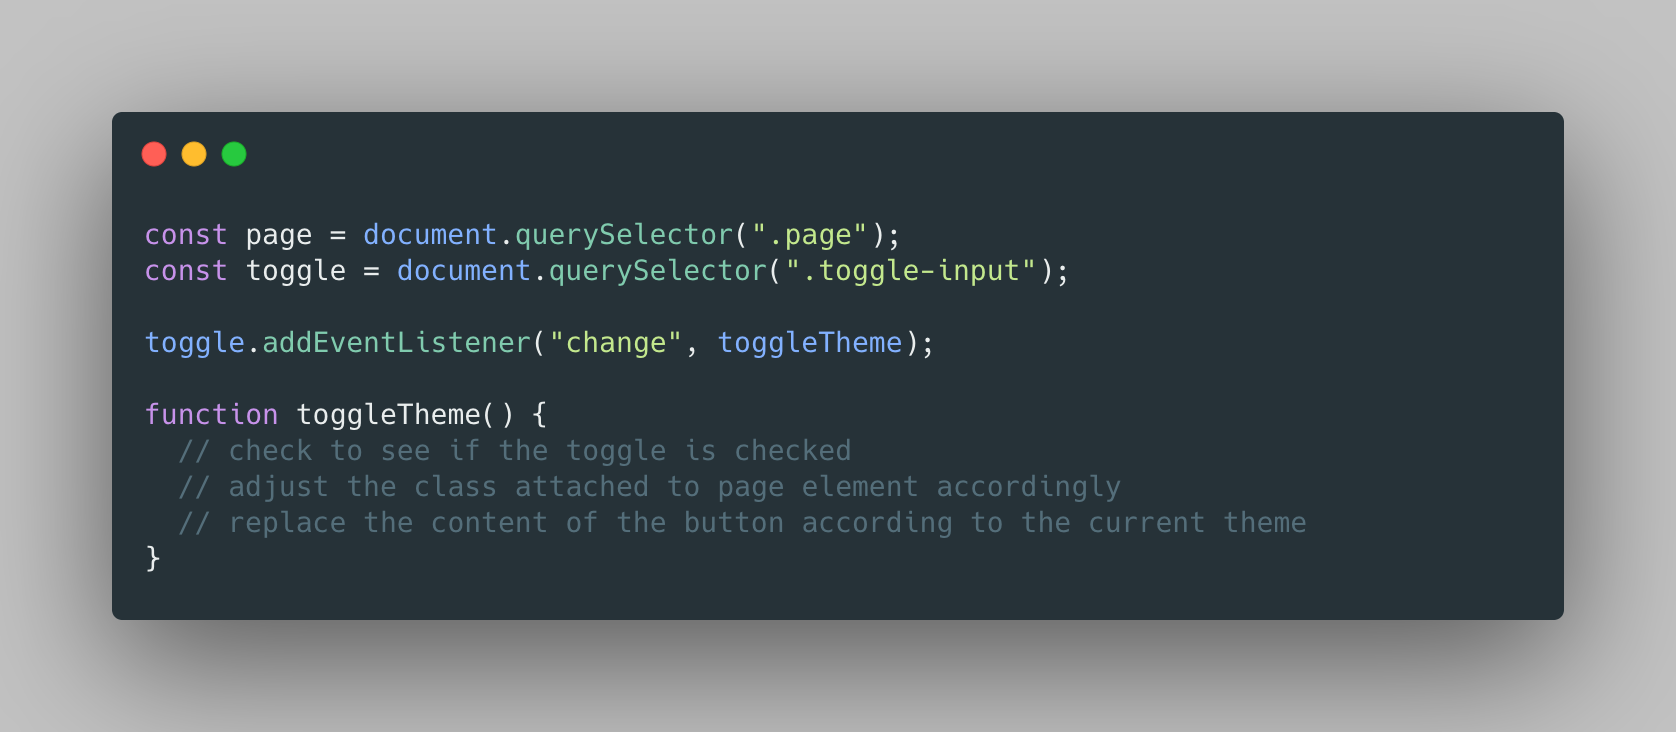 const page = document.querySelector(".page");
const toggle = document.querySelector(".toggle-input");

toggle.addEventListener("change", toggleTheme);

function toggleTheme() {
  // check to see if the toggle is checked
  // adjust the class attached to page element accordingly
  // replace the content of the button according to the current theme
}